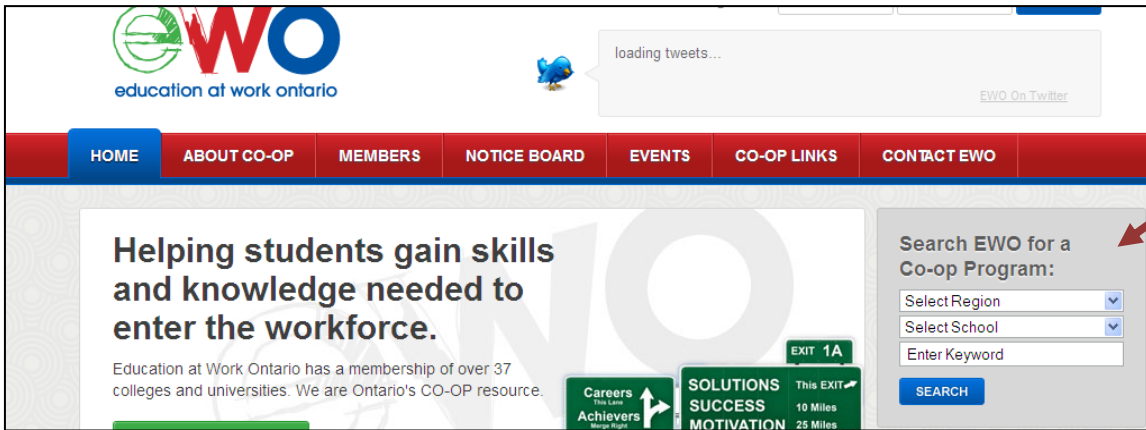 ewo
education at work ontario
loading tweets...
EWO On Twitter
HOME ABOUT CO-OP MEMBERS NOTICE BOARD EVENTS CO-OP LINKS CONTACT EWO
Helping students gain skills
and knowledge needed to
enter the workforce.
Education at Work Ontario has a membership of over 37
colleges and universities. We are Ontario's CO-OP resource.
Careers
This Lane
Achievers
Merge Right
EXIT 1A
SOLUTIONS This EXIT
SUCCESS 10 Miles
MOTIVATION 25 Miles
Search EWO for a
Co-op Program:
Select Region
Select School
Enter Keyword
SEARCH